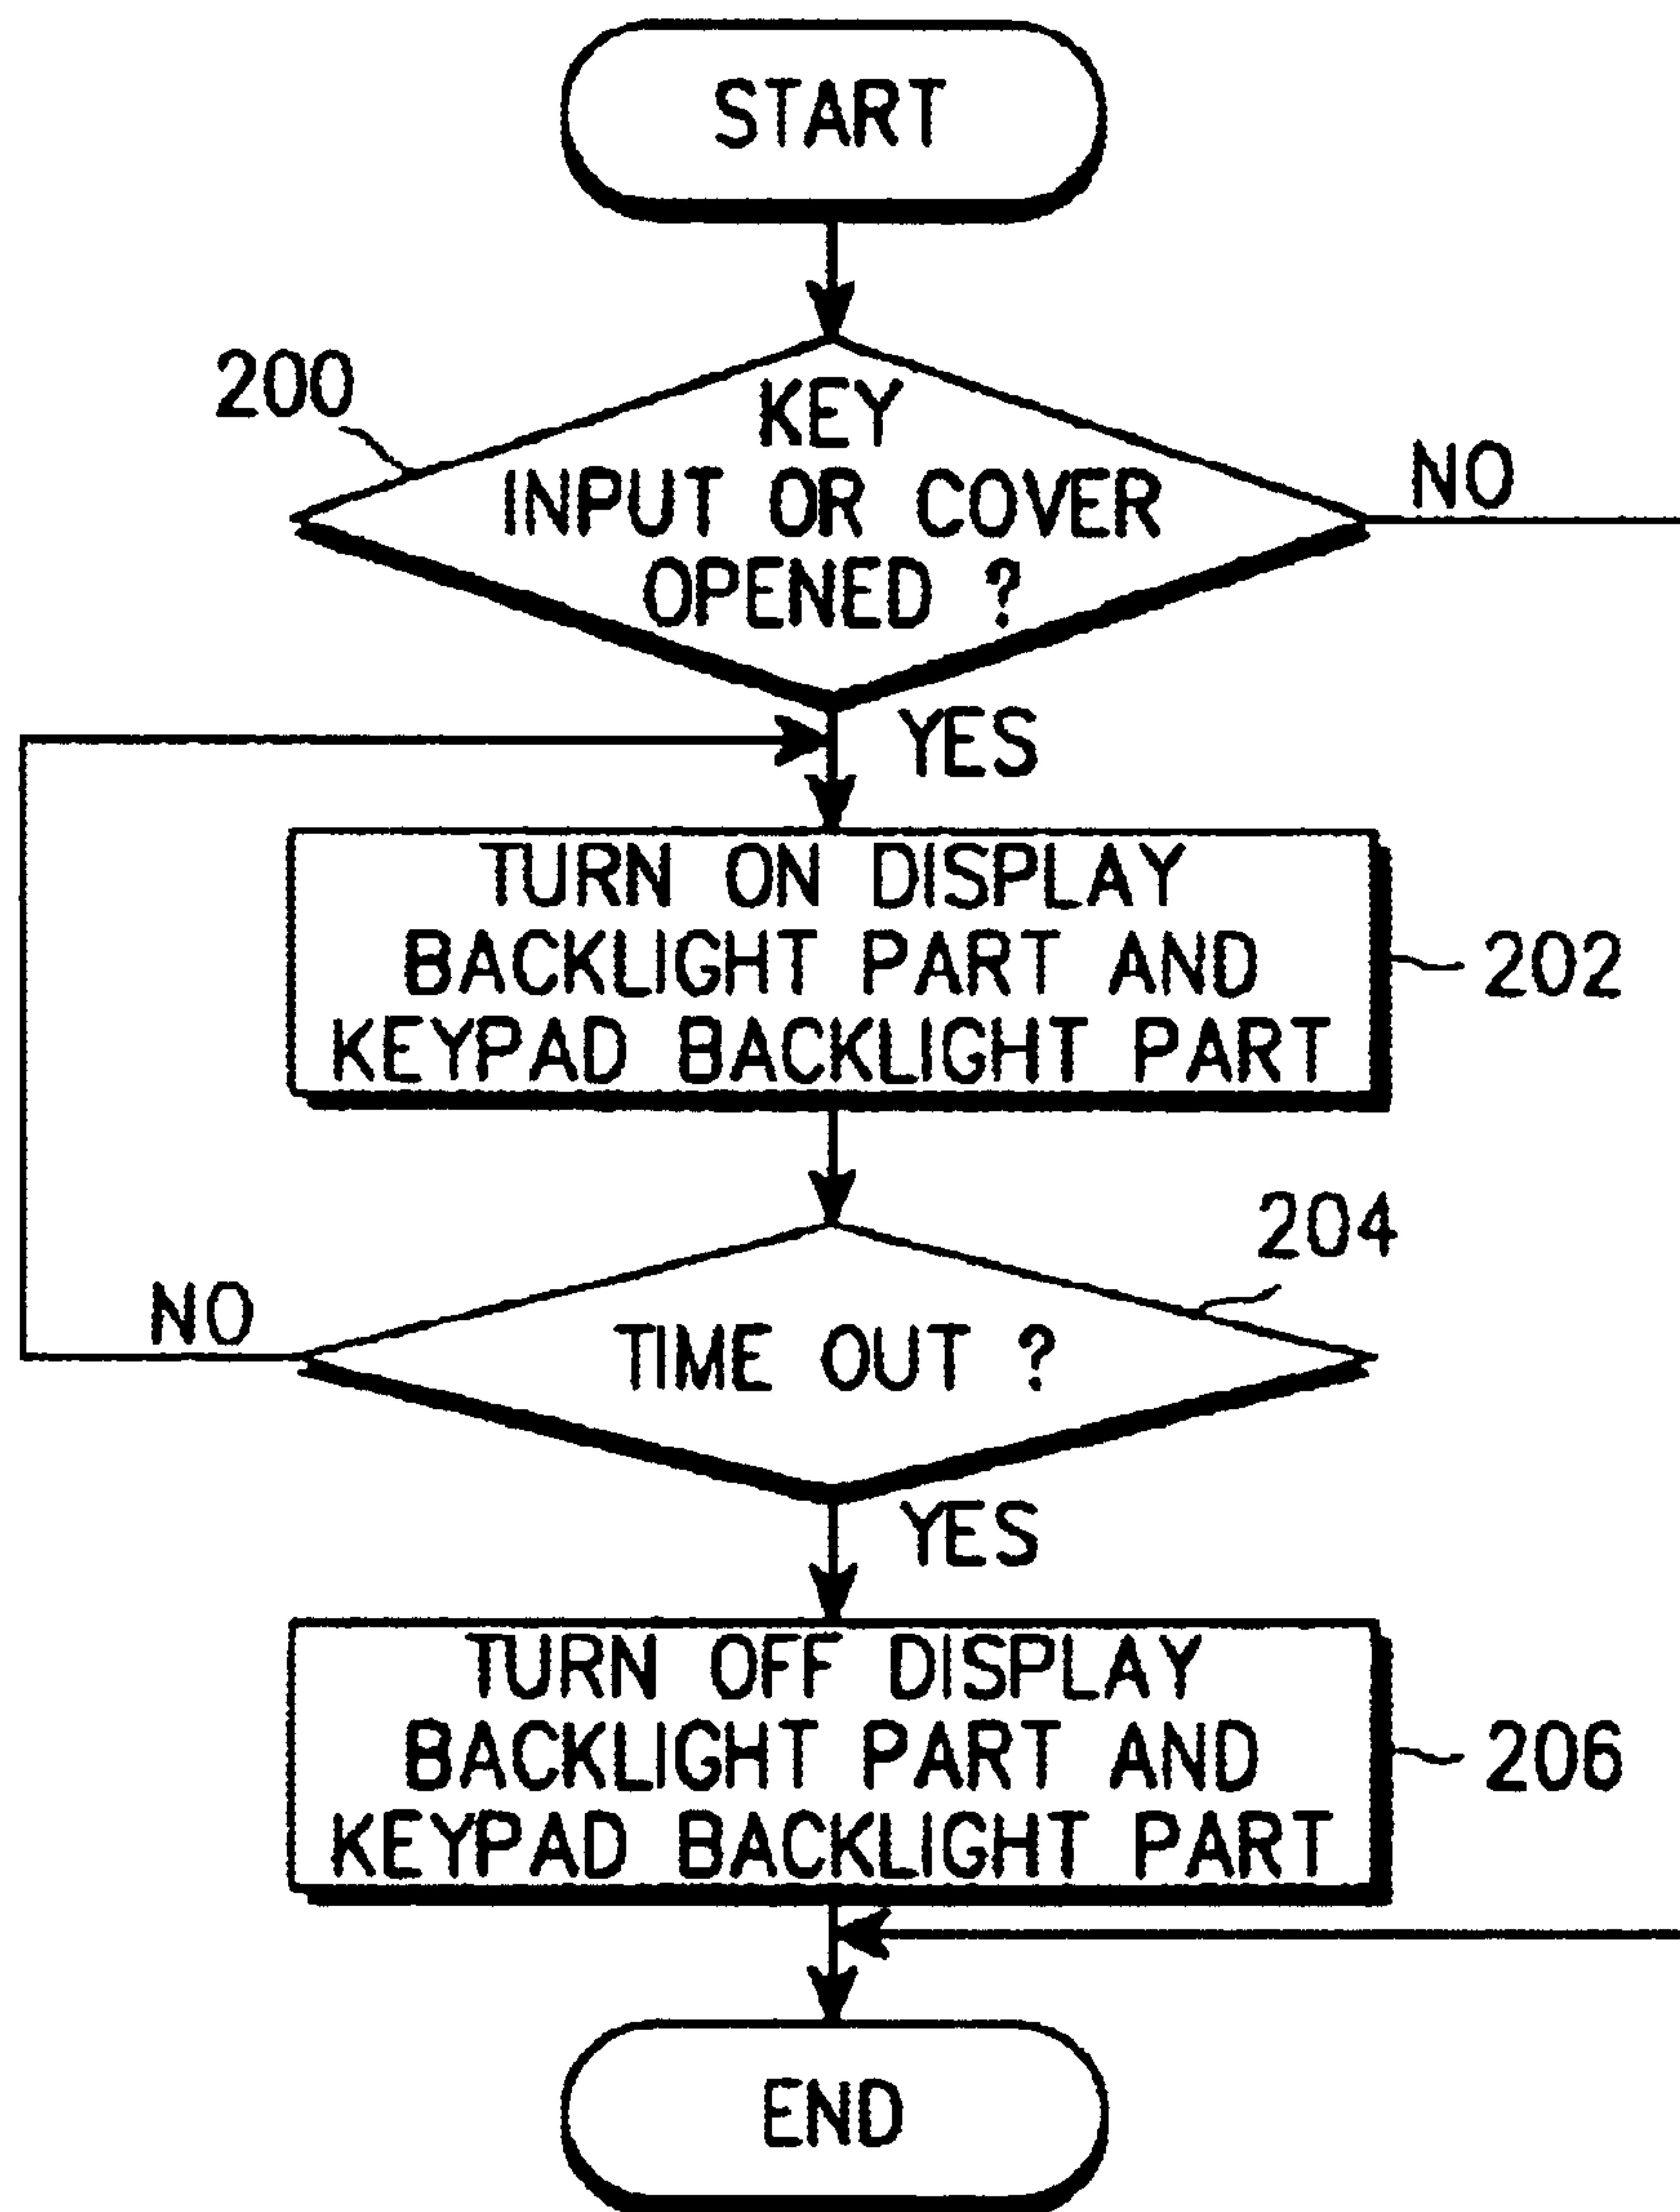 START
200
KEY
INPUT OR COVER
OPENED ?
NO
YES
TURN ON DISPLAY
BACKLIGHT PART AND
KEYPAD BACKLIGHT PART
202
204
NO
TIME OUT ?
YES
TURN OFF DISPLAY
BACKLIGHT PART AND
KEYPAD BACKLIGHT PART
206
END